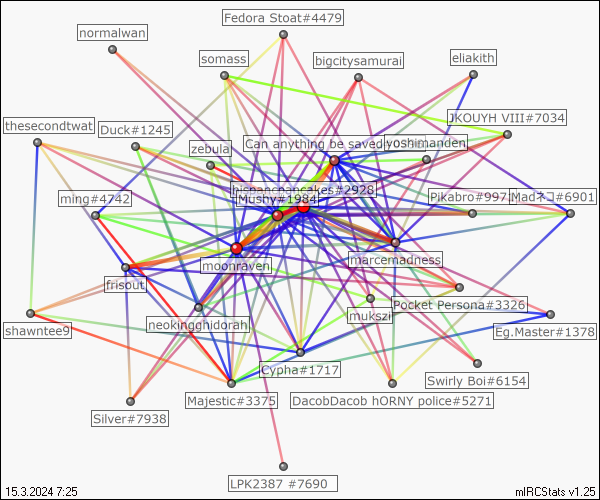 Fedora Stoat#4479
normalwan
somass
bigcitysamurai
eliakith
JKOUYH VIII#7034
thesecondtwat
Duck#1245
zebula
Can anything be saved
yoshimanden
hispancpancakes#2928
Mushy#1984
Pikabro#997
Madネコ#6901
ming#4742
moonraven
marcemadness
frisout
Pocket Persona#3326
mukszi
neokingghidorah
shawntee9
Eg.Master#1378
Cypha#1717
Swirly Boi#6154
Majestic#3375
DacobDacob hORNY police#5271
Silver#7938
LPK2387 #7690
15.3.2024 7:25
mIRCStats v1.25